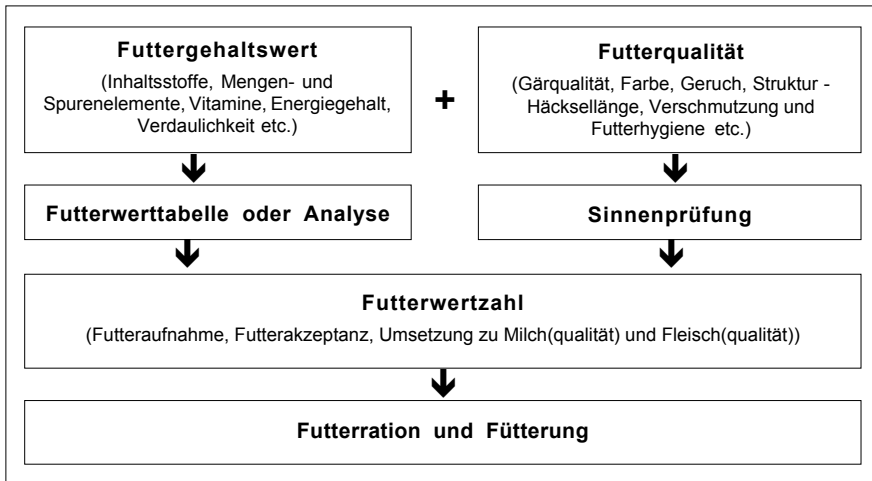 Futtergehaltswert
(Inhaltsstoffe, Mengen- und
Spurenelemente, Vitamine, Energiegehalt,
Verdaulichkeit etc.)
+
Futterqualität
(Gärqualität, Farbe, Geruch, Struktur -
Häcksellänge, Verschmutzung und
Futterhygiene etc.)
Futterwerttabelle oder Analyse
Sinnenprüfung
Futterwertzahl
(Futteraufnahme, Futterakzeptanz, Umsetzung zu Milch(qualität) und Fleisch(qualität))
Futterration und Fütterung